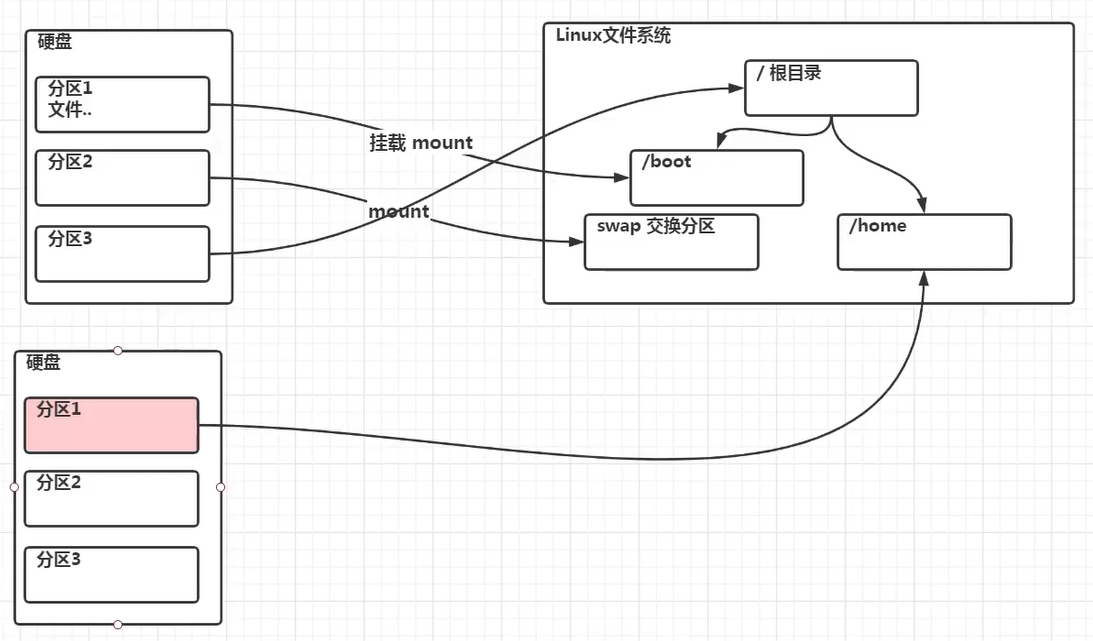 硬盘
分区1
文件..
分区2
分区3
挂载 mount
mount
Linux文件系统
/ 根目录
/boot
swap 交换分区
/home
硬盘
分区1
分区2
分区3